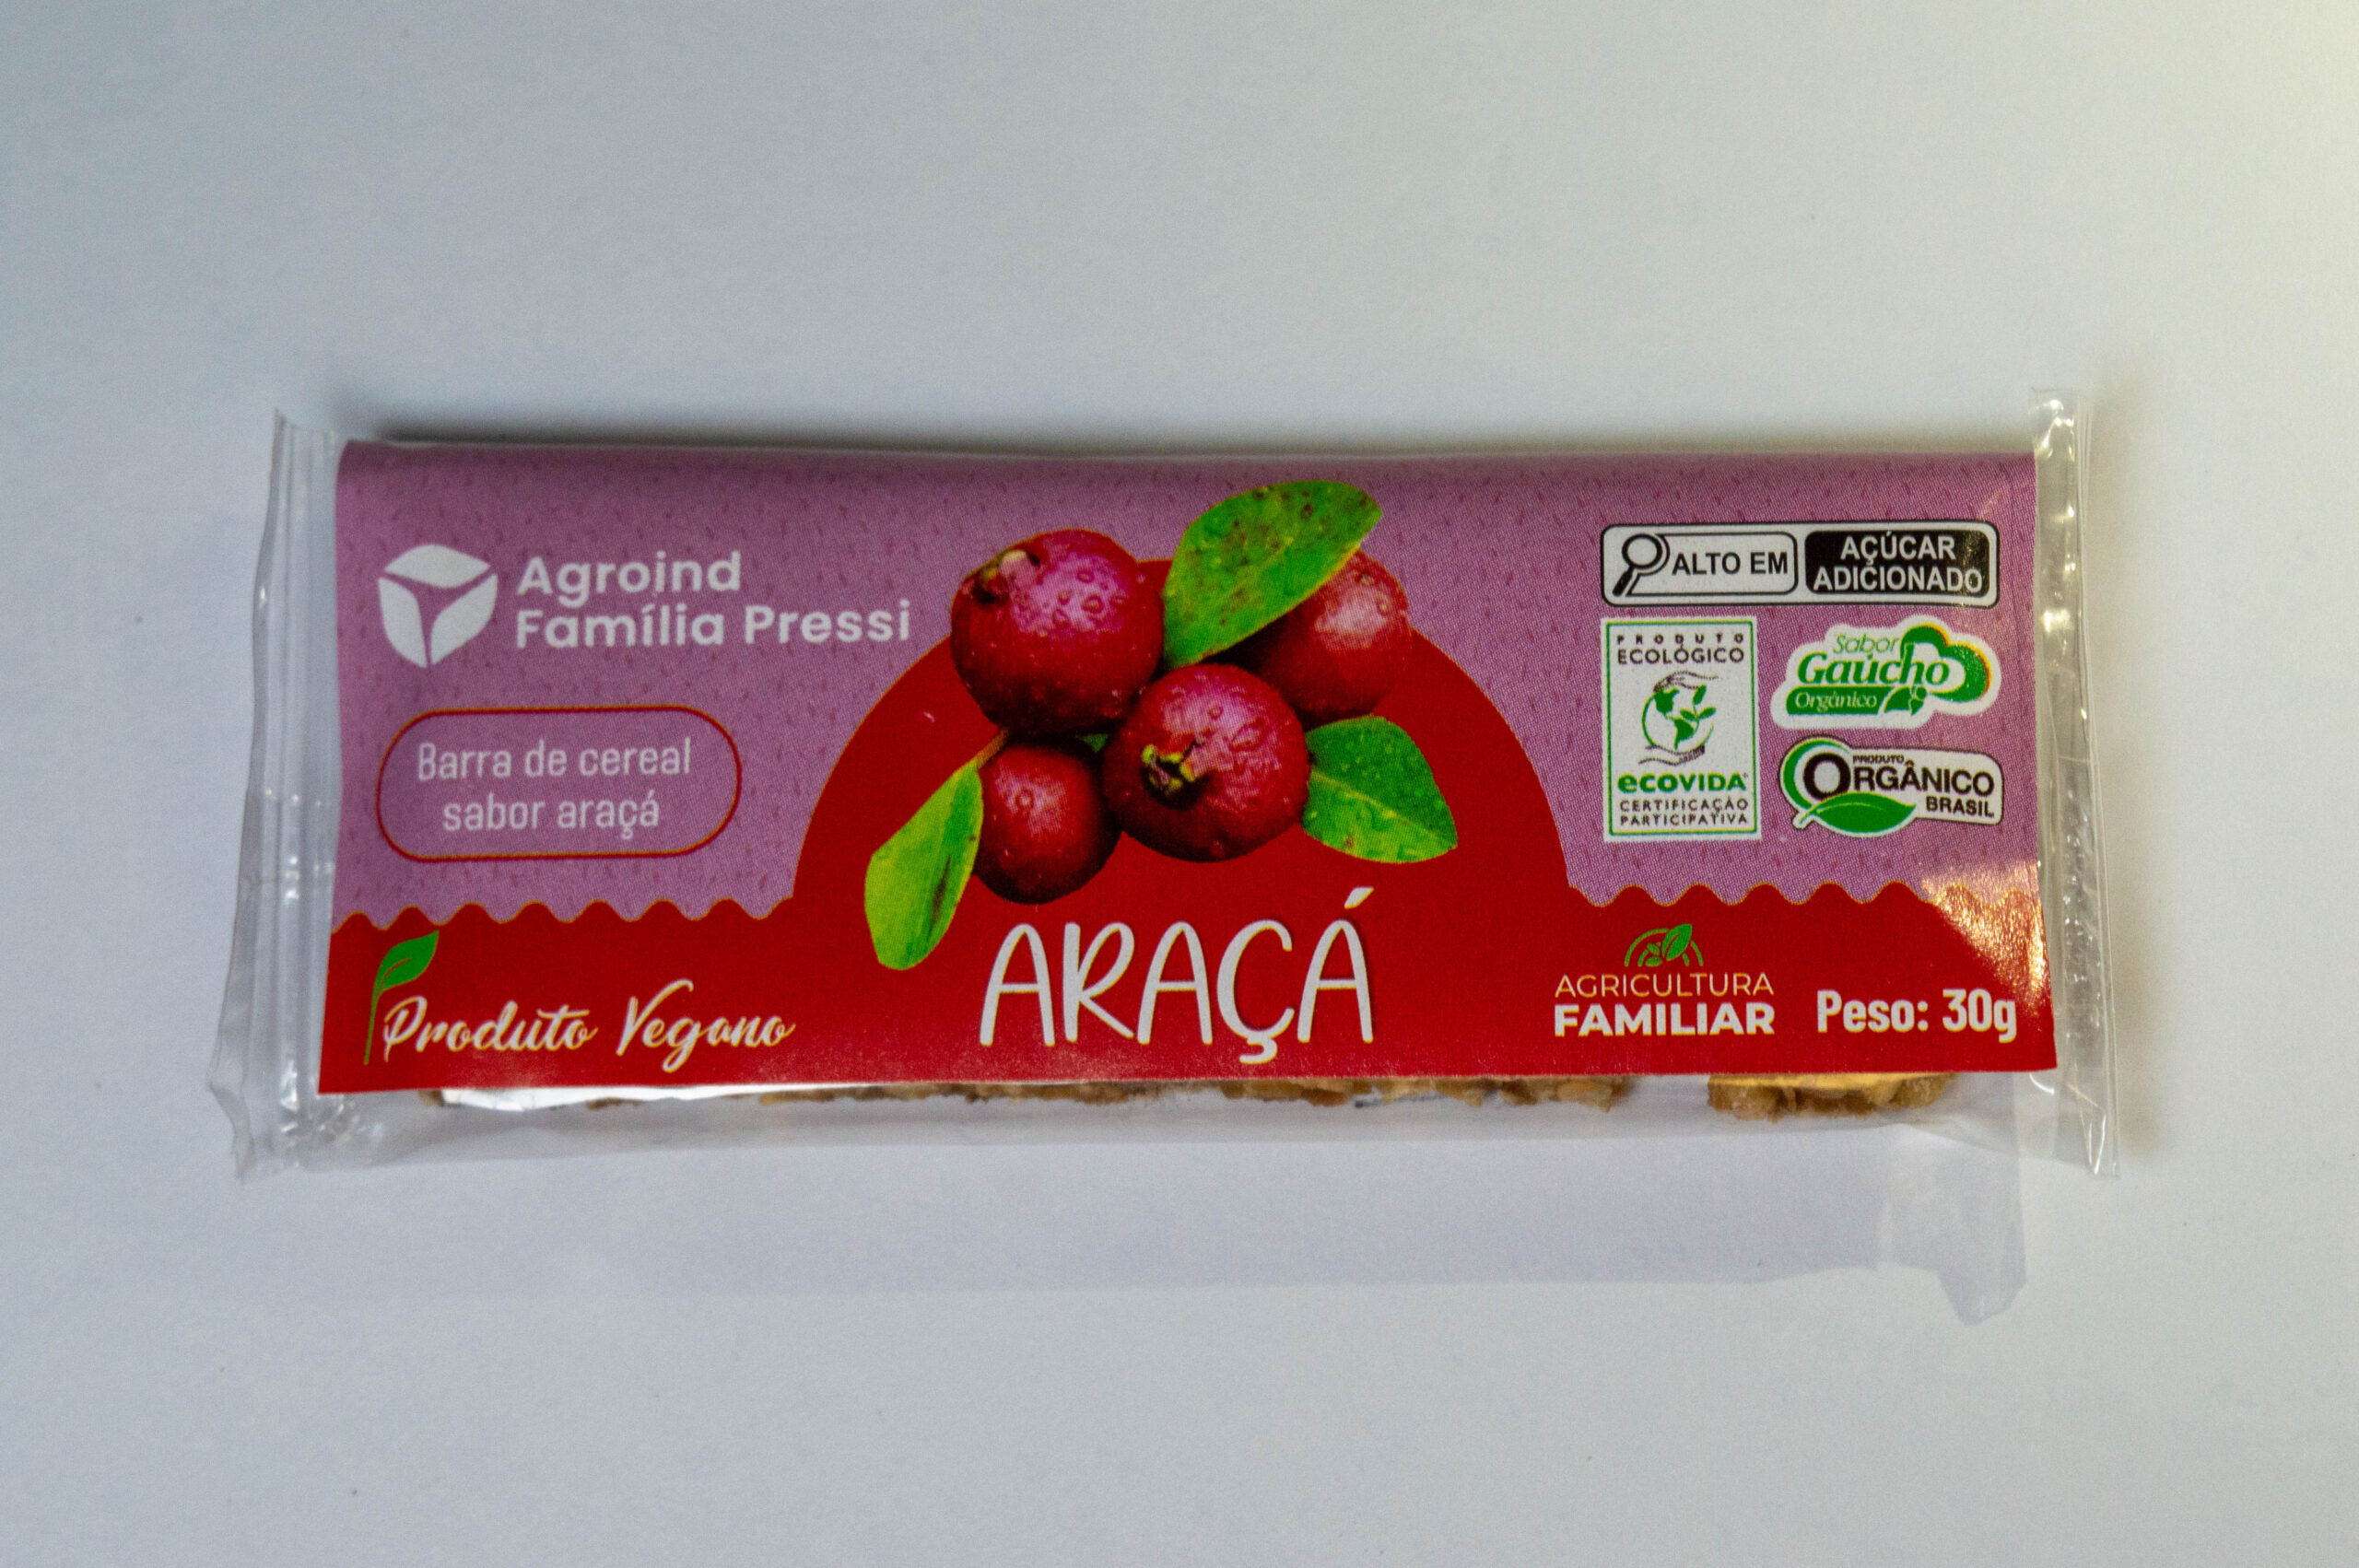 Agroind
Família Pressi
Barra de cereal
sabor araçá
Produto Vegano
ARAÇÁ
ALTO EM
AÇÚCAR
ADICIONADO
PRODUTO
ECOLÓGICO
ecovida
CERTIFICAÇÃO
PARTICIPATIVA
Sabor
Gaúcho
Orgânico
PRODUTO
ORGÂNICO
BRASIL
AGRICULTURA
FAMILIAR
Peso: 30g